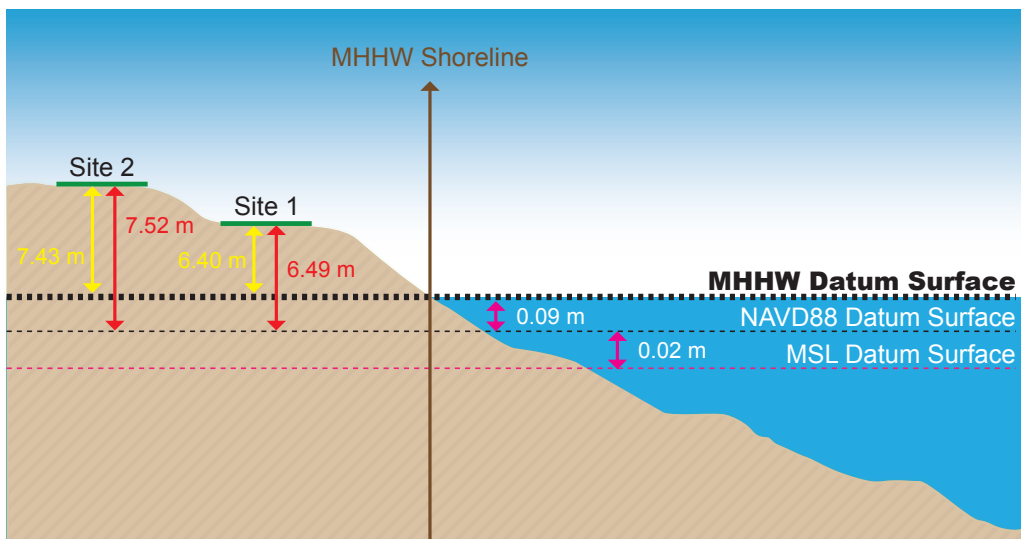 MHHW Shoreline
Site 2
Site 1
7.52 m
7.43 m
6.40 m
6.49 m
MHHW Datum Surface
0.09 m
NAVD88 Datum Surface
0.02 m
MSL Datum Surface